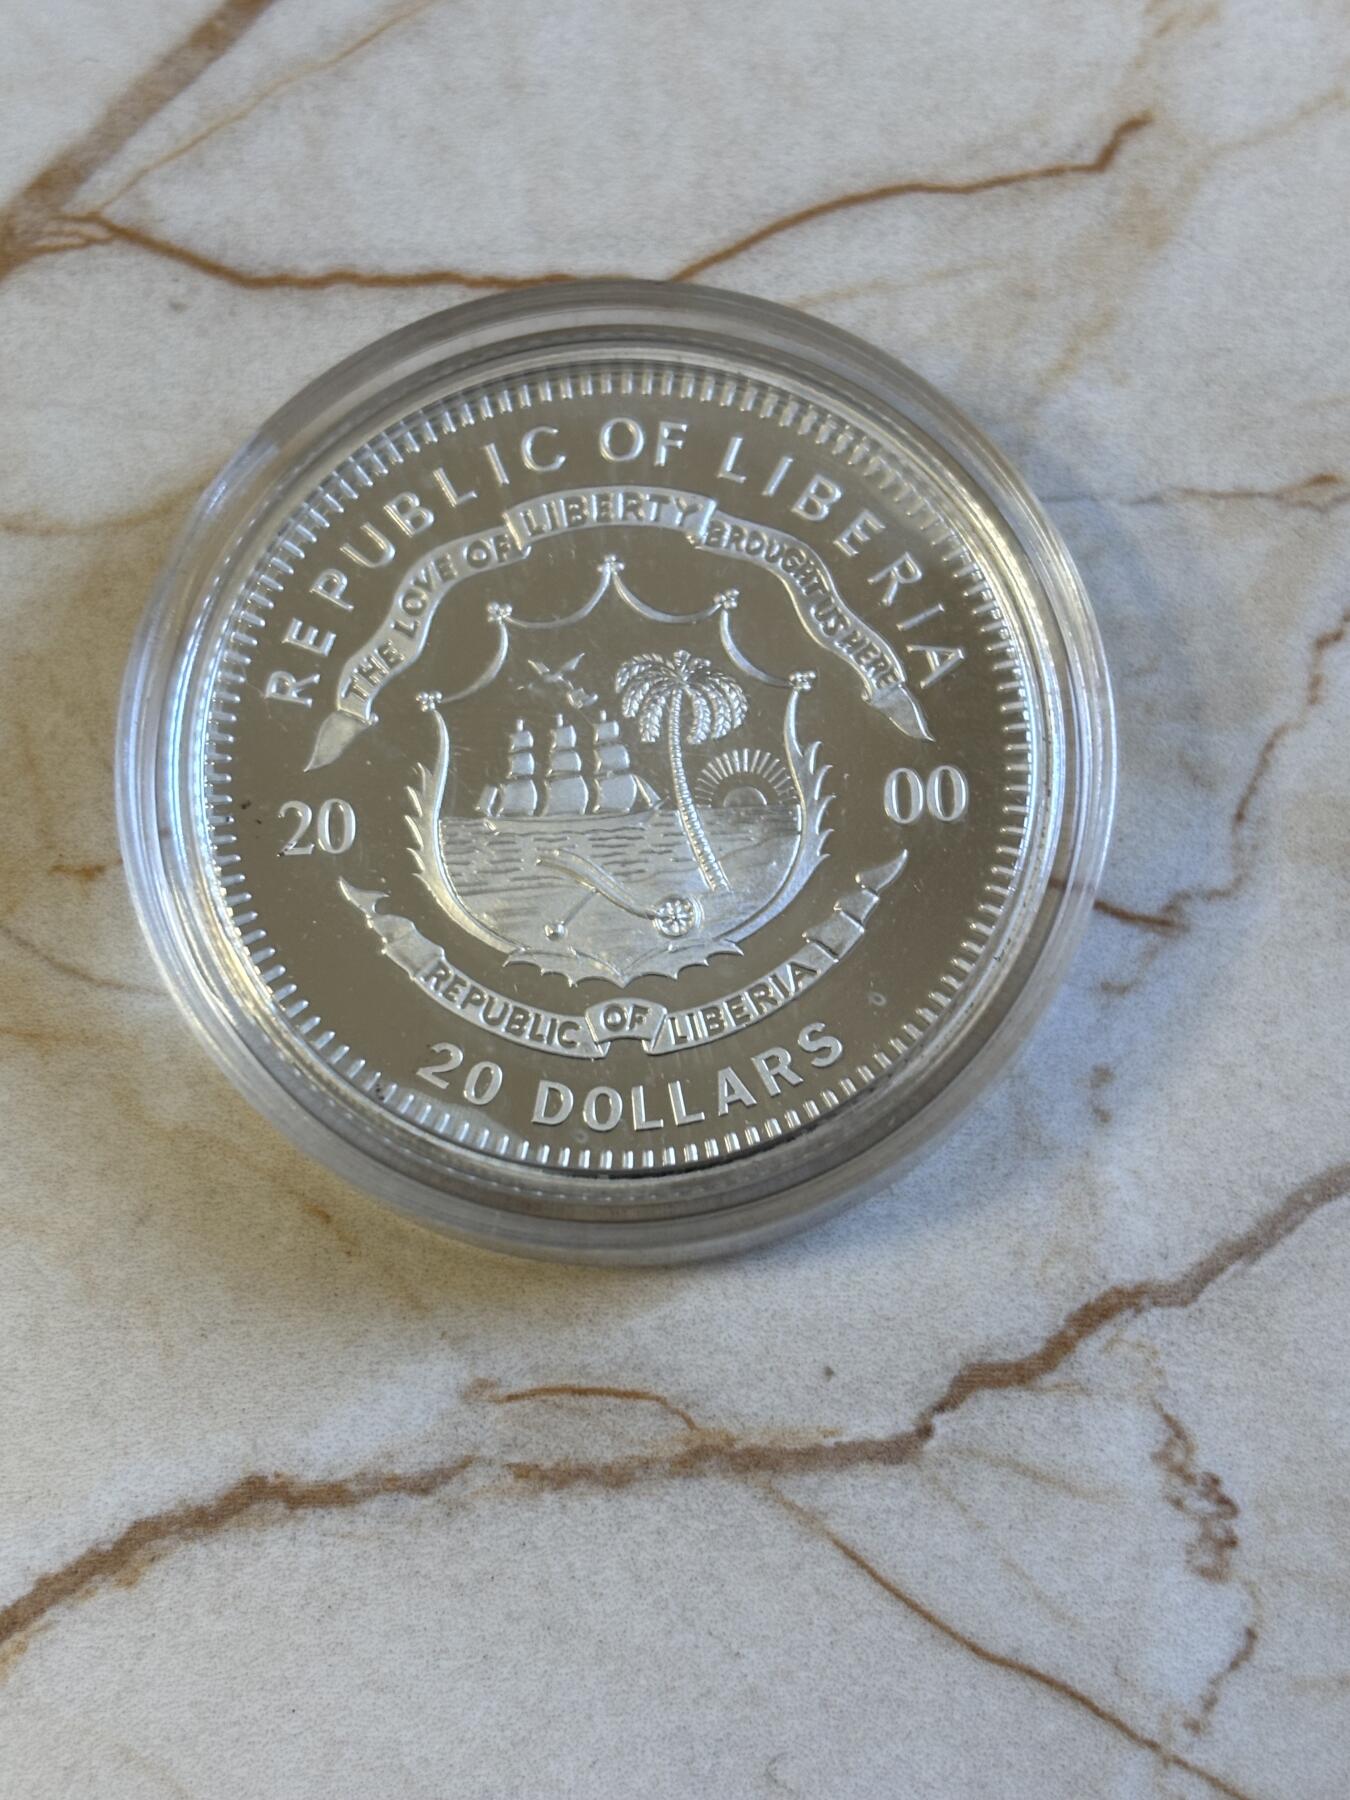 REPUBLIC OF LIBERIA
THE LOVE OF LIBERTY BROUGHT US HERE
20 00
REPUBLIC OF LIBERIA
20 DOLLARS